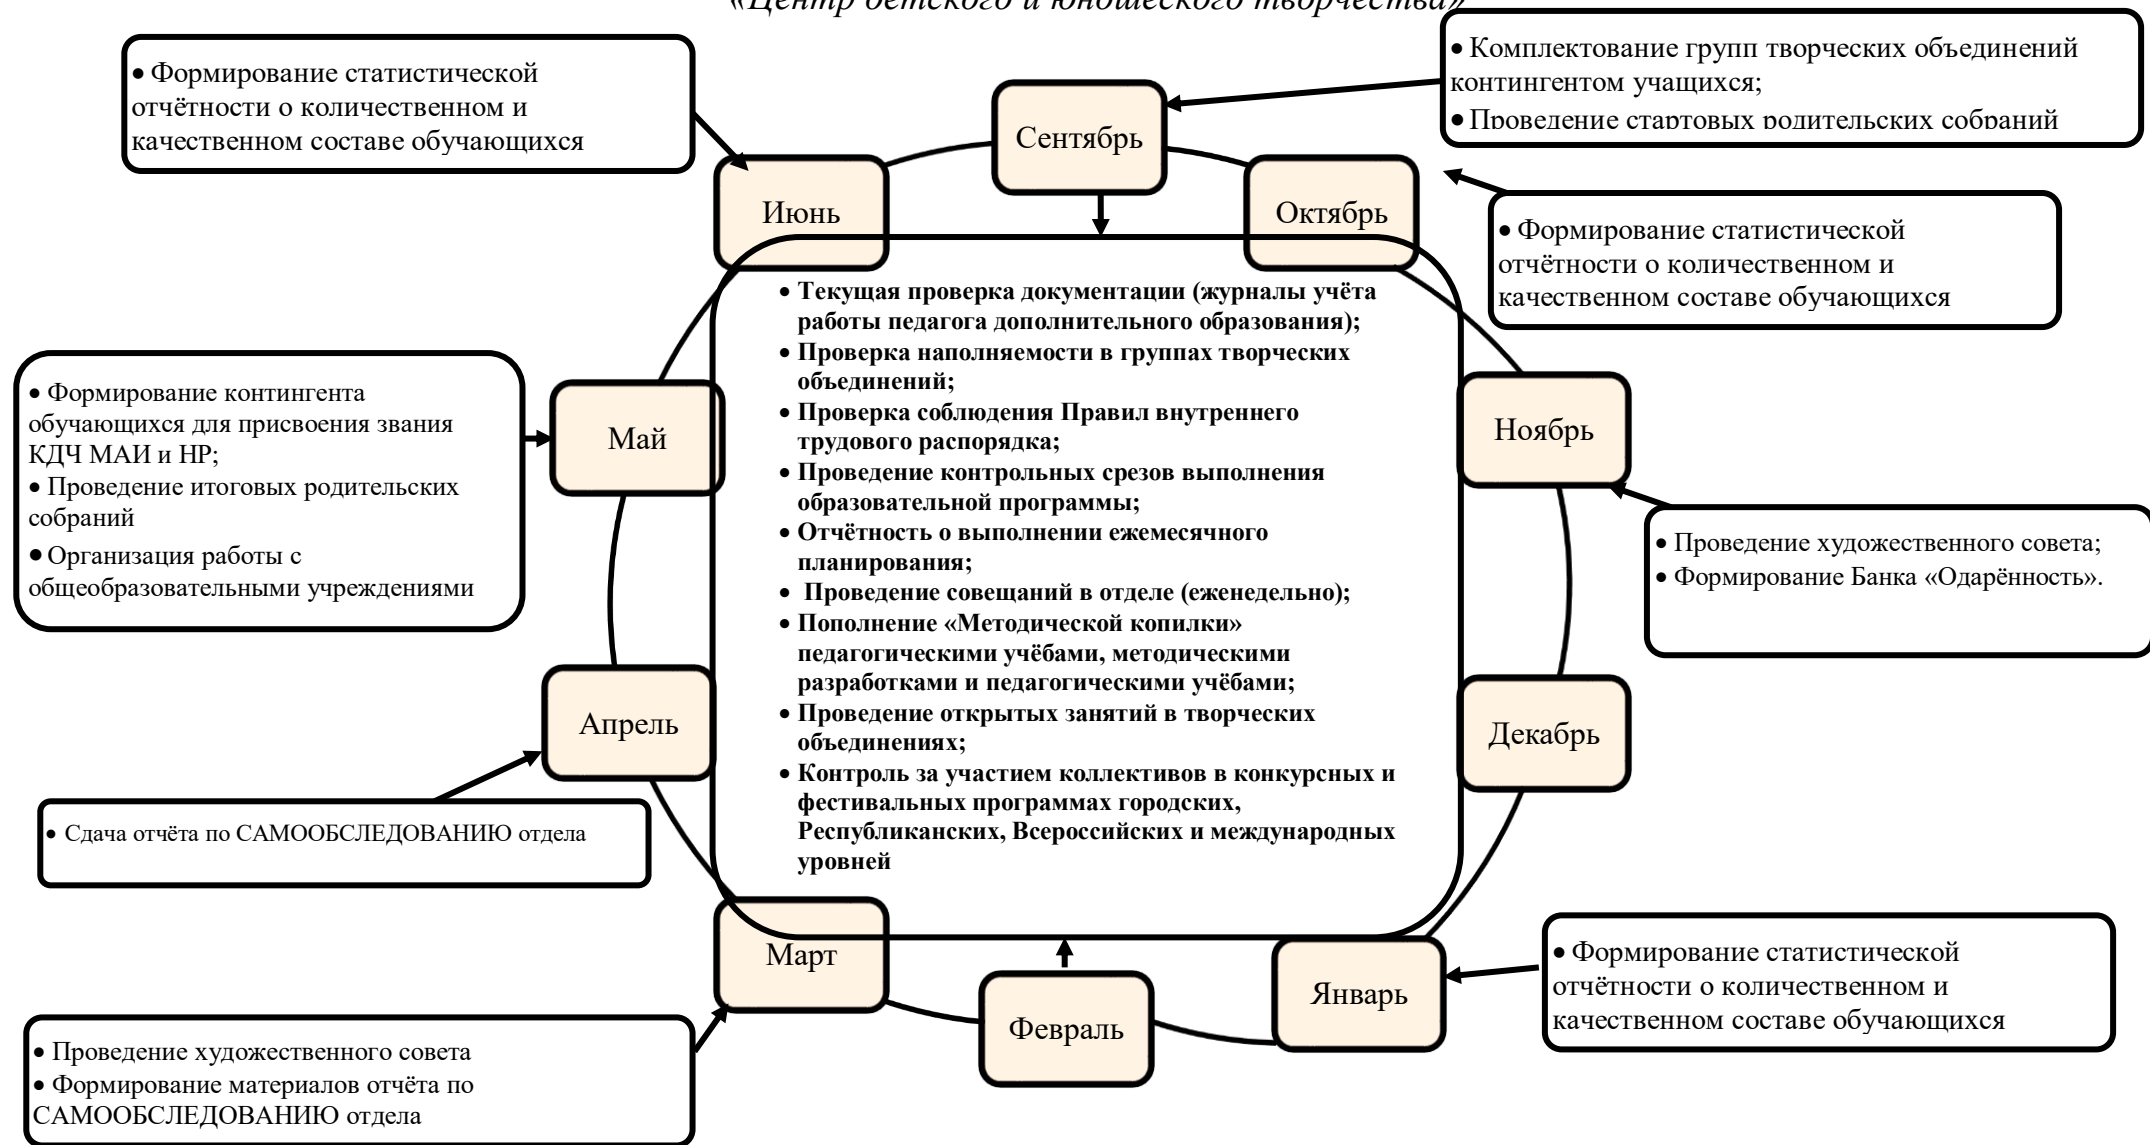 «Центр детского и юношеского творчества»
• Формирование статистической
отчётности о количественном и
качественном составе обучающихся
Сентябрь
• Комплектование групп творческих объединений
контингентом учащихся;
• Проведение стартовых родительских собраний
Июнь
Октябрь
• Формирование статистической
отчётности о количественном и
качественном составе обучающихся
• Текущая проверка документации (журналы учёта
работы педагога дополнительного образования);
• Проверка наполняемости в группах творческих
объединений;
• Проверка соблюдения Правил внутреннего
трудового распорядка;
• Проведение контрольных срезов выполнения
образовательной программы;
• Отчётность о выполнении ежемесячного
планирования;
• Проведение совещаний в отделе (еженедельно);
• Пополнение «Методической копилки»
педагогическими учёбами, методическими
разработками и педагогическими учёбами;
• Проведение открытых занятий в творческих
объединениях;
• Контроль за участием коллективов в конкурсных и
фестивальных программах городских,
Республиканских, Всероссийских и международных
уровней
• Формирование контингента
обучающихся для присвоения звания
КДЧ МАИ и НР;
• Проведение итоговых родительских
собраний
• Организация работы с
общеобразовательными учреждениями
Май
Ноябрь
• Проведение художественного совета;
• Формирование Банка «Одарённость».
Апрель
Декабрь
• Сдача отчёта по САМООБСЛЕДОВАНИЮ отдела
Март
Февраль
Январь
• Формирование статистической
отчётности о количественном и
качественном составе обучающихся
• Проведение художественного совета
• Формирование материалов отчёта по
САМООБСЛЕДОВАНИЮ отдела